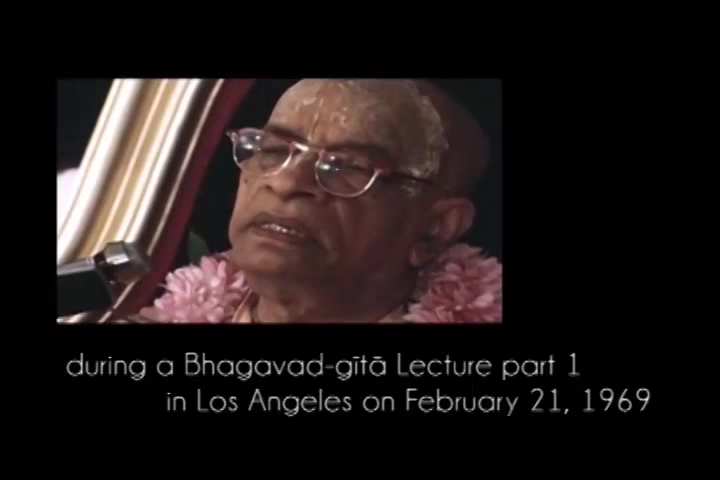 during a Bhagavad-gītā Lecture part 1
in Los Angeles on February 21, 1969